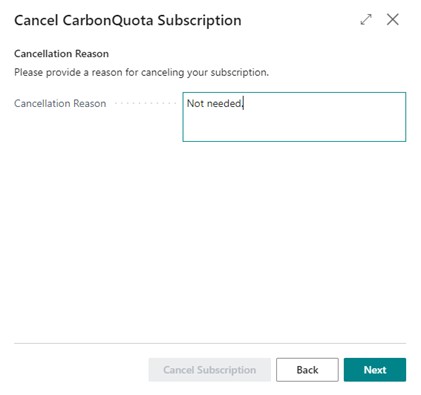 Cancel CarbonQuota Subscription
Cancellation Reason
Please provide a reason for canceling your subscription.
Cancellation Reason
Not needed.
Cancel Subscription
Back
Next